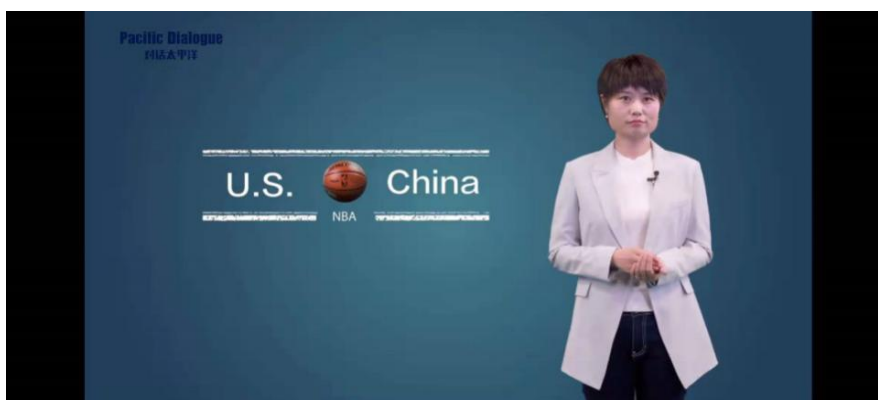 Pacific Dialogue
对话太平洋
U.S. China
NBA